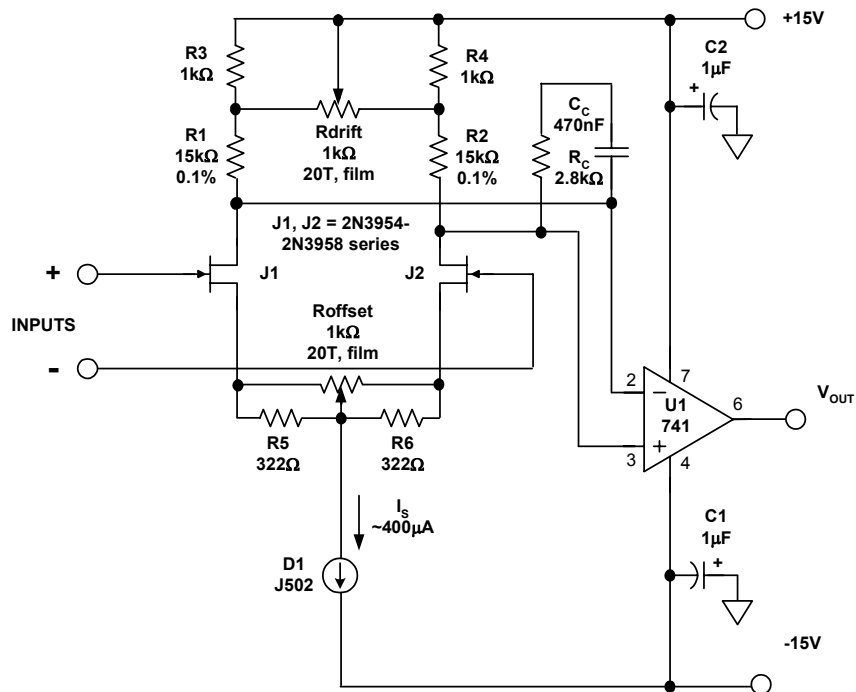 +15V
R3
1kΩ
R4
1kΩ
C2
1μF
+
Rdrift
1kΩ
20T, film
R1
15kΩ
0.1%
R2
15kΩ
0.1%
CC
470nF
RC
2.8kΩ
J1, J2 = 2N3954-
2N3958 series
+
J1
J2
INPUTS
-
Roffset
1kΩ
20T, film
R5
322Ω
R6
322Ω
2
−
7
U1
741
6
+
3
4
VOUT
IS
~400μA
D1
J502
C1
1μF
+
-15V